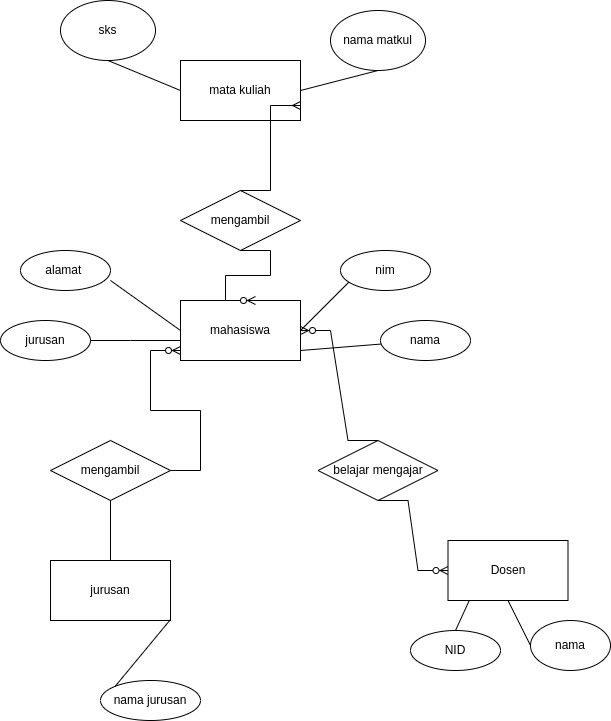 sks
nama matkul
mata kuliah
mengambil
alamat
nim
mahasiswa
jurusan
nama
mengambil
belajar mengajar
jurusan
Dosen
NID
nama
nama jurusan